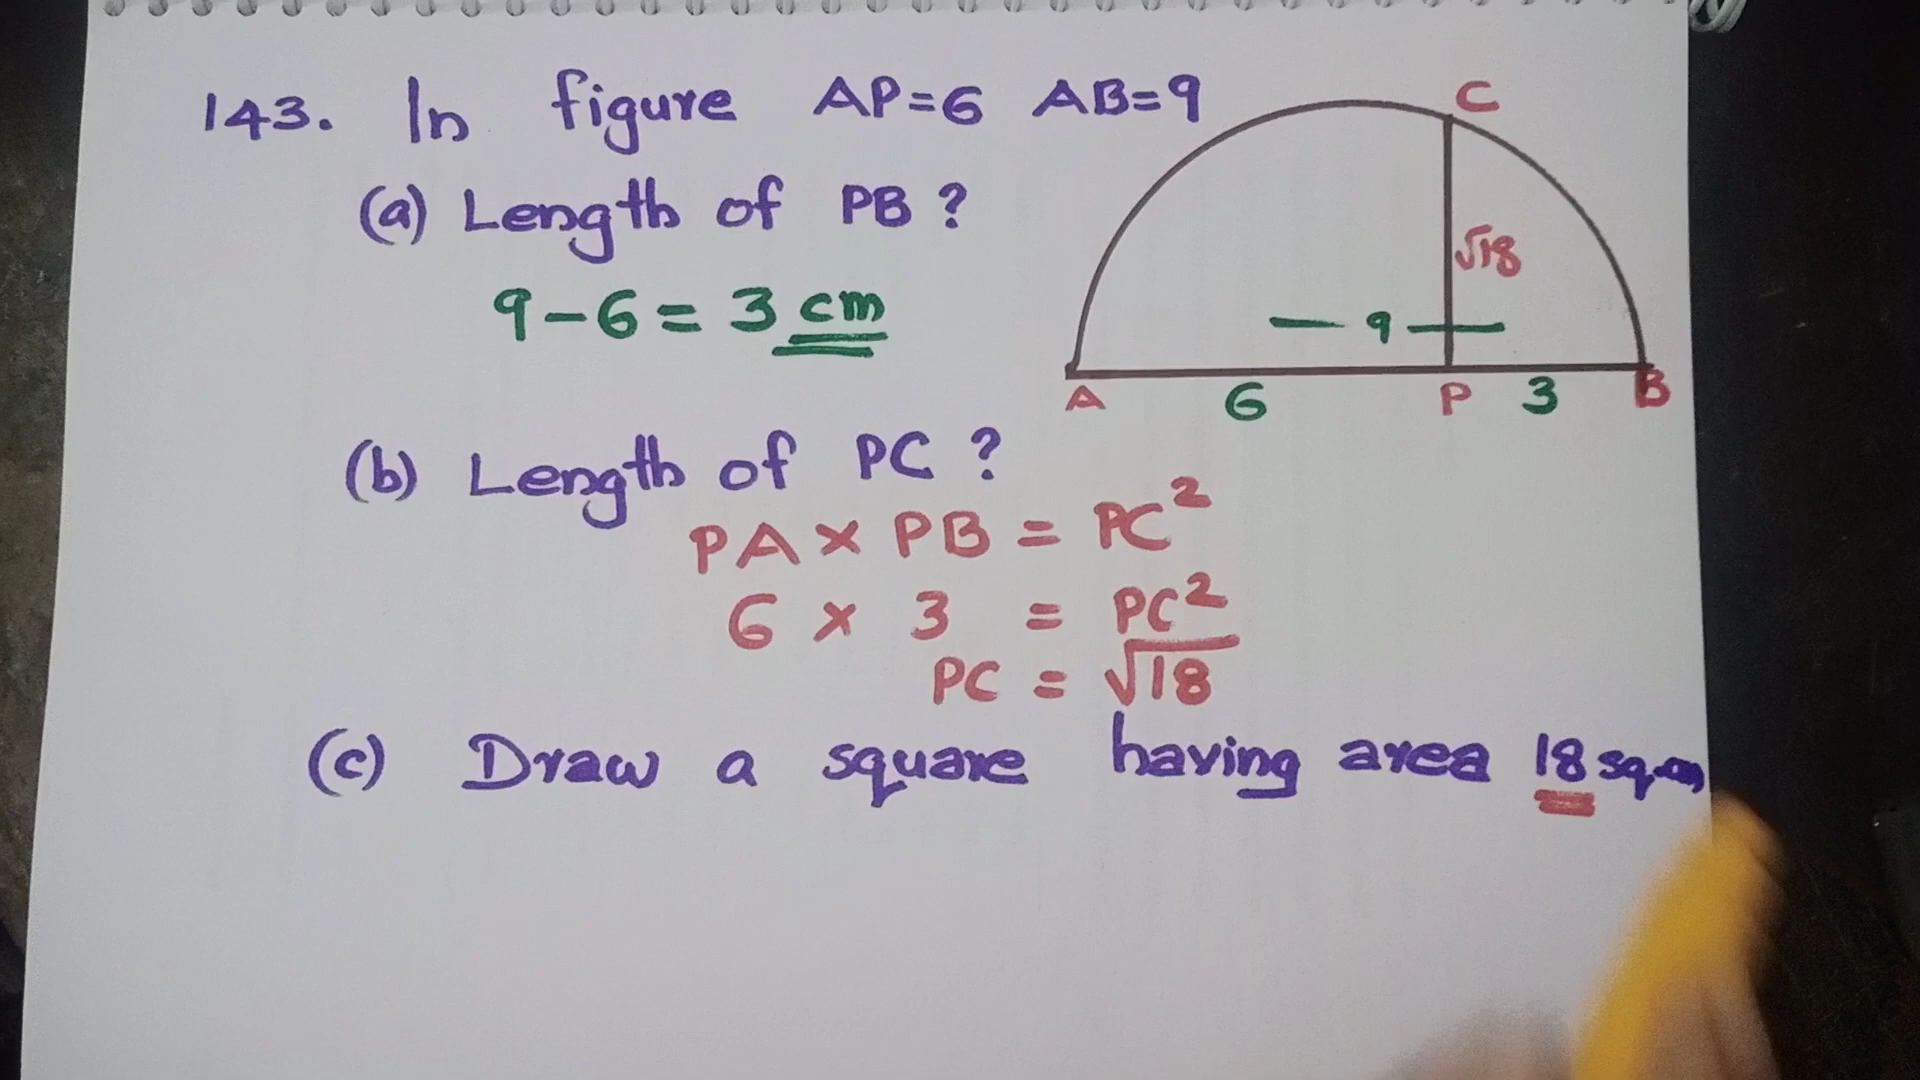 143. In figure AP=6 AB=9
(a) Length of PB ?
9-6= 3 cm
C
√18
9
A 6 P 3 B
(b) Length of PC ?
PA × PB = PC²
6 × 3 = PC²
PC = √18
(c) Draw a square having area 18 sq.cm